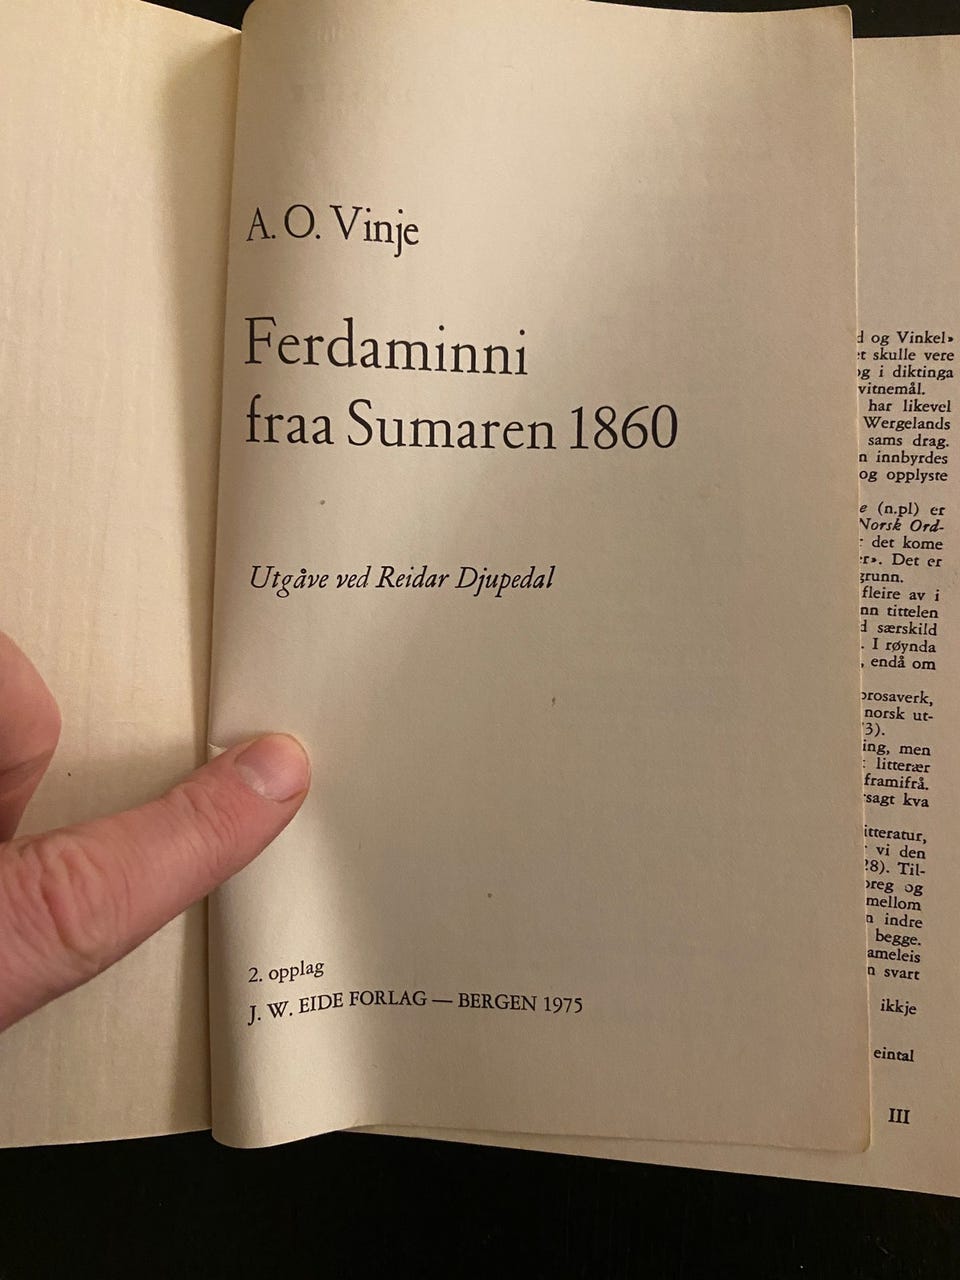 A. O. Vinje
Ferdaminni
fraa Sumaren 1860
Utgåve ved Reidar Djupedal
2. opplag
J. W. EIDE FORLAG — BERGEN 1975
og Vinkel»
skulle vere
i diktinga
vitnemål.
har likevel
Wergelands
sams drag.
innbyrdes
og opplyste
(n.pl) er
Norsk Ord-
det kome
Det er
grunn.
fleire av i
tittelen
særskild
. I røynda
, endå om
prosaverk,
norsk ut-
3).
ing, men
litterær
framifrå.
sagt kva
litteratur,
vi den
8). Til-
og
mellom
indre
begge.
ameleis
svart
ikkje
eintal
III